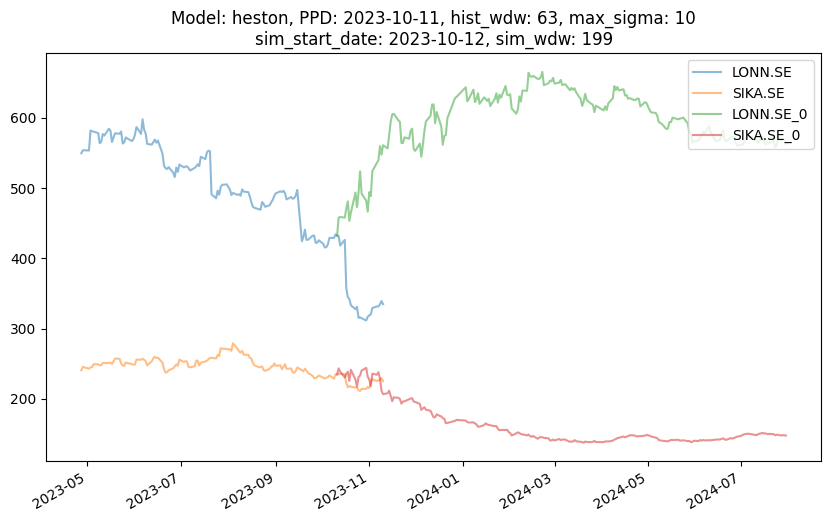 Model: heston, PPD: 2023-10-11, hist_wdw: 63, max_sigma: 10
sim_start_date: 2023-10-12, sim_wdw: 199
LONN.SE
SIKA.SE
LONN.SE_0
SIKA.SE_0
600
500
400
300
200
2023-05
2023-07
2023-09
2023-11
2024-01
2024-03
2024-05
2024-07